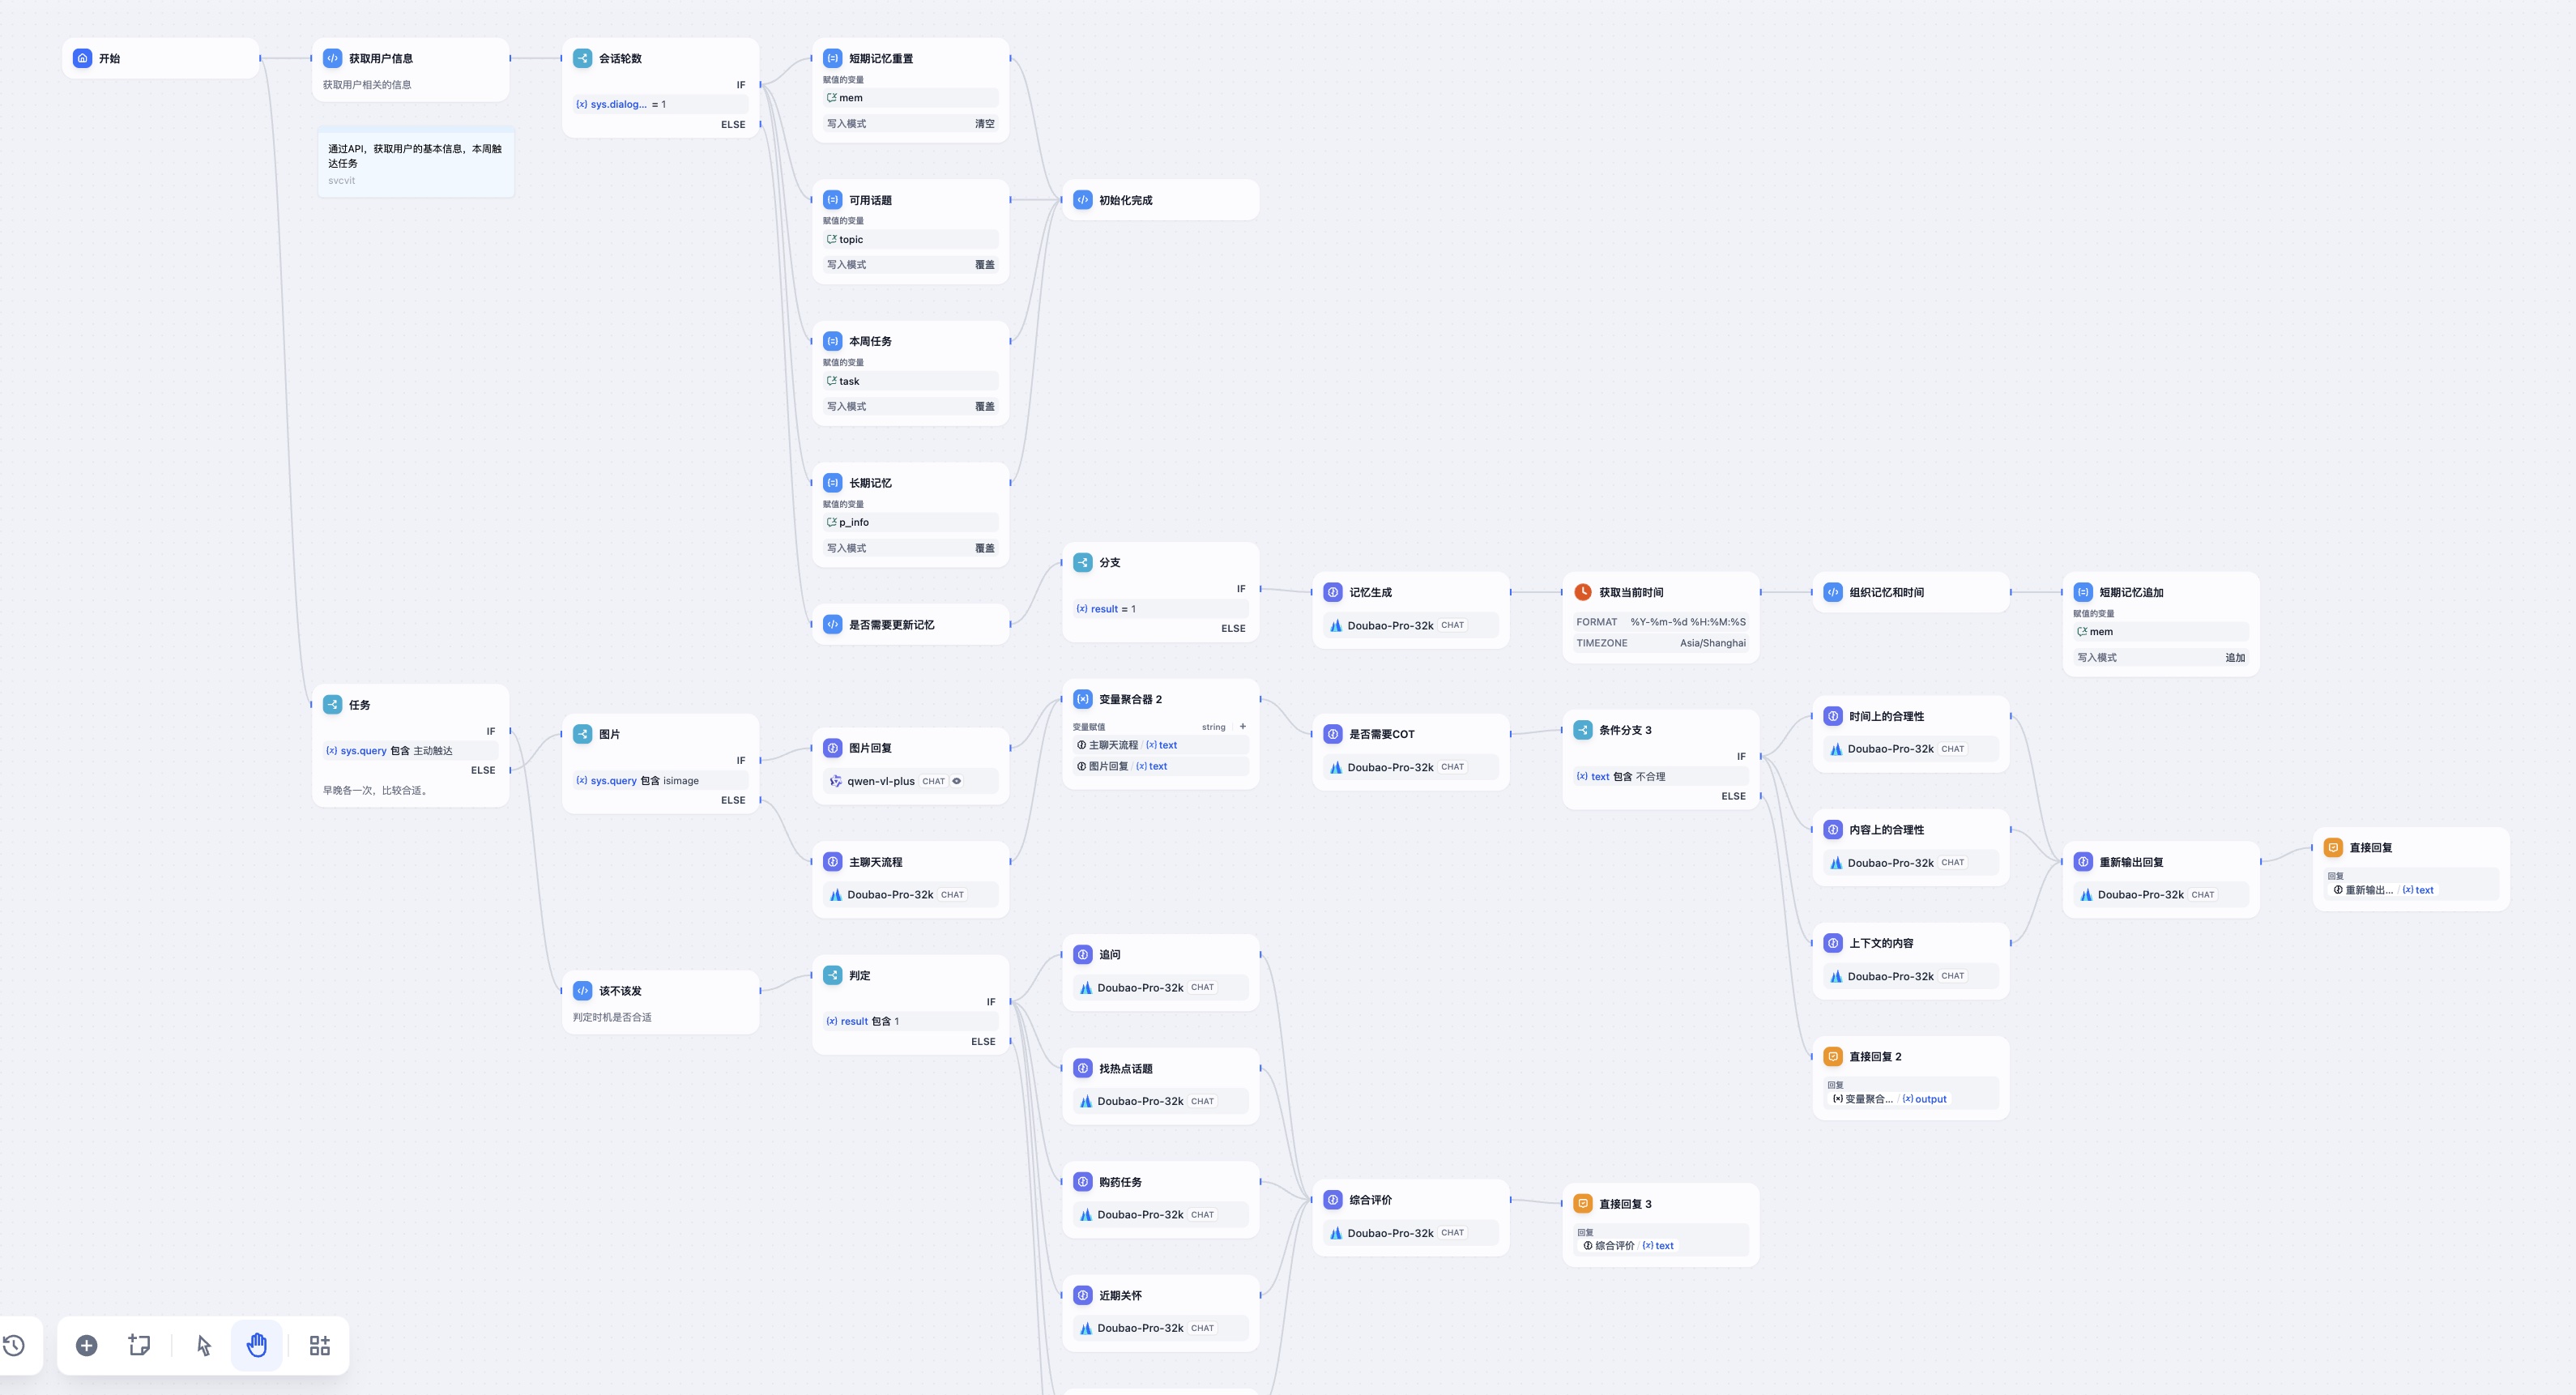 开始
获取用户信息
获取用户相关的信息
通过API，获取用户的基本信息，本周触
达任务
svcvit
会话轮数
IF
{x} sys.dialog... = 1
ELSE
短期记忆重置
赋值的变量
mem
写入模式 清空
可用话题
赋值的变量
topic
写入模式 覆盖
本周任务
赋值的变量
task
写入模式 覆盖
长期记忆
赋值的变量
p_info
写入模式 覆盖
是否需要更新记忆
初始化完成
分支
IF
{x} result = 1
ELSE
记忆生成
Doubao-Pro-32k CHAT
获取当前时间
FORMAT %Y-%m-%d %H:%M:%S
TIMEZONE Asia/Shanghai
组织记忆和时间
短期记忆追加
赋值的变量
mem
写入模式 追加
任务
IF
{x} sys.query 包含 主动触达
ELSE
早晚各一次，比较合适。
图片
IF
{x} sys.query 包含 isimage
ELSE
图片回复
qwen-vl-plus CHAT
主聊天流程
Doubao-Pro-32k CHAT
变量聚合器 2
变量赋值 string +
主聊天流程 / {x} text
图片回复 / {x} text
是否需要COT
Doubao-Pro-32k CHAT
条件分支 3
IF
{x} text 包含 不合理
ELSE
时间上的合理性
Doubao-Pro-32k CHAT
内容上的合理性
Doubao-Pro-32k CHAT
上下文的内容
Doubao-Pro-32k CHAT
直接回复 2
回复
变量聚合... / {x} output
重新输出回复
Doubao-Pro-32k CHAT
直接回复
回复
重新输出... / {x} text
该不该发
判定时机是否合适
判定
IF
{x} result 包含 1
ELSE
追问
Doubao-Pro-32k CHAT
找热点话题
Doubao-Pro-32k CHAT
购药任务
Doubao-Pro-32k CHAT
近期关怀
Doubao-Pro-32k CHAT
综合评价
Doubao-Pro-32k CHAT
直接回复 3
回复
综合评价 / {x} text